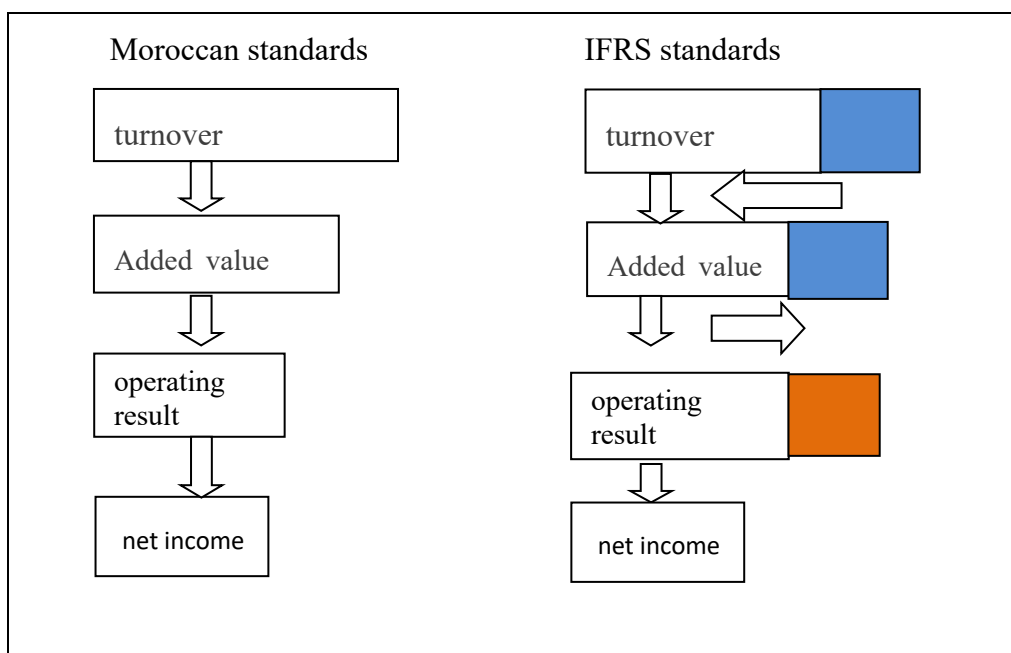 Moroccan standards
turnover
Added value
operating
result
net income
IFRS standards
turnover
Added value
operating
result
net income